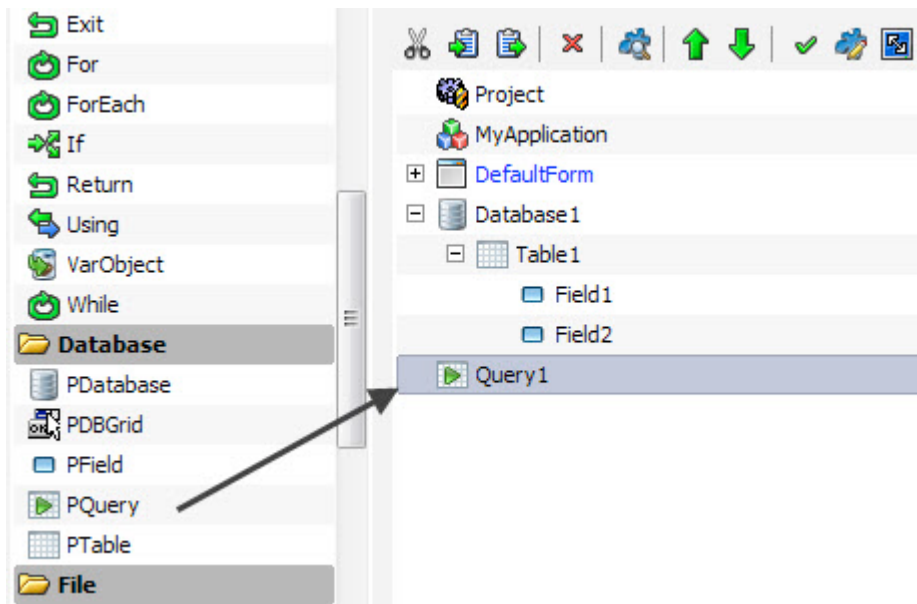 Exit
For
ForEach
If
Return
Using
VarObject
While
Database
PDatabase
PDBGrid
PField
PQuery
PTable
File
Project
MyApplication
DefaultForm
Database1
Table1
Field1
Field2
Query1